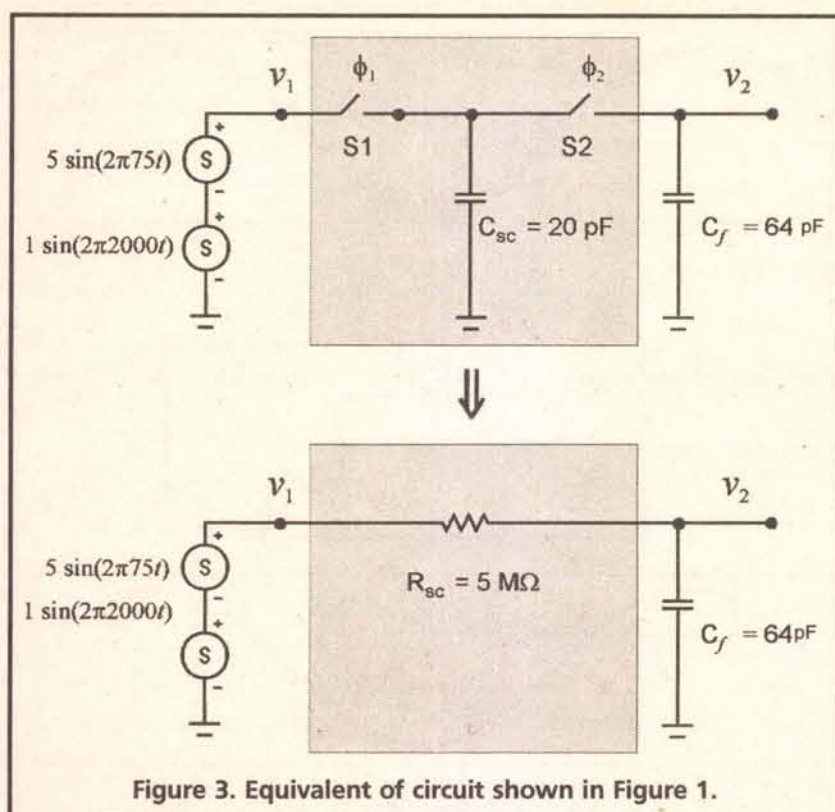 v₁
ϕ₁
ϕ₂
v₂
S1
S2
+
5 sin(2π75t)
S
-
+
1 sin(2π2000t)
S
-
C_sc = 20 pF
C_f = 64 pF
⇓
v₁
v₂
+
5 sin(2π75t)
S
-
1 sin(2π2000t)
+
S
-
R_sc = 5 MΩ
C_f = 64pF
Figure 3. Equivalent of circuit shown in Figure 1.